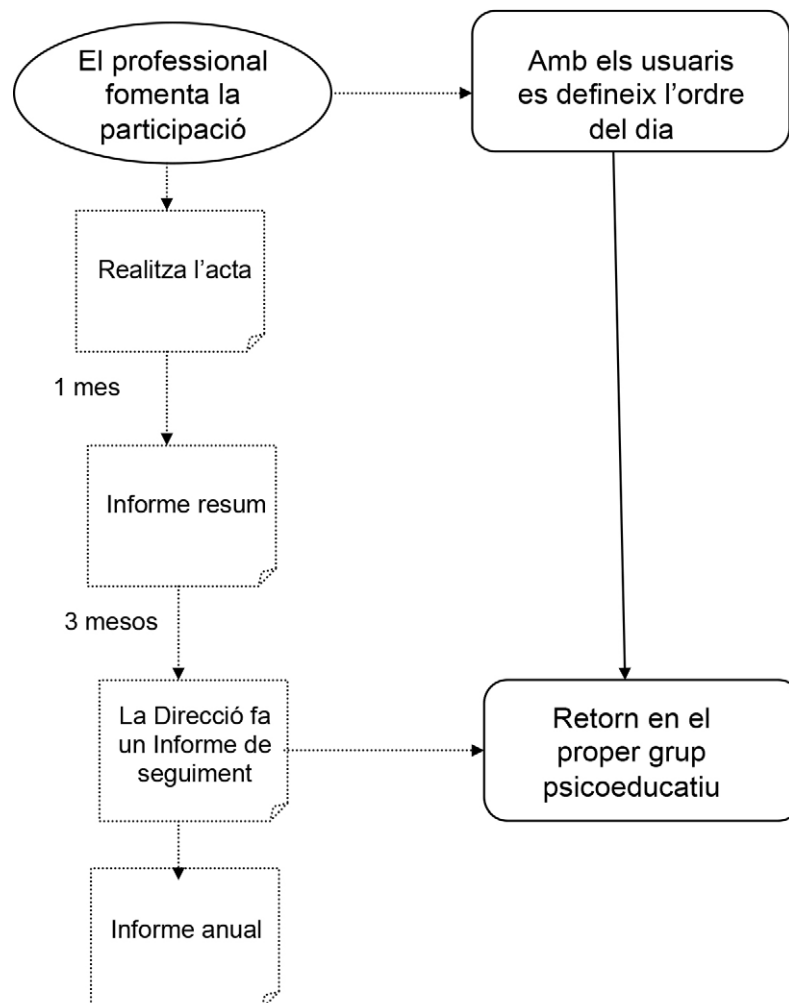 El professional
fomenta la
participació
Amb els usuaris
es defineix l’ordre
del dia
Realitza l’acta
1 mes
Informe resum
3 mesos
La Direcció fa
un Informe de
seguiment
Retorn en el
proper grup
psicoeducatiu
Informe anual